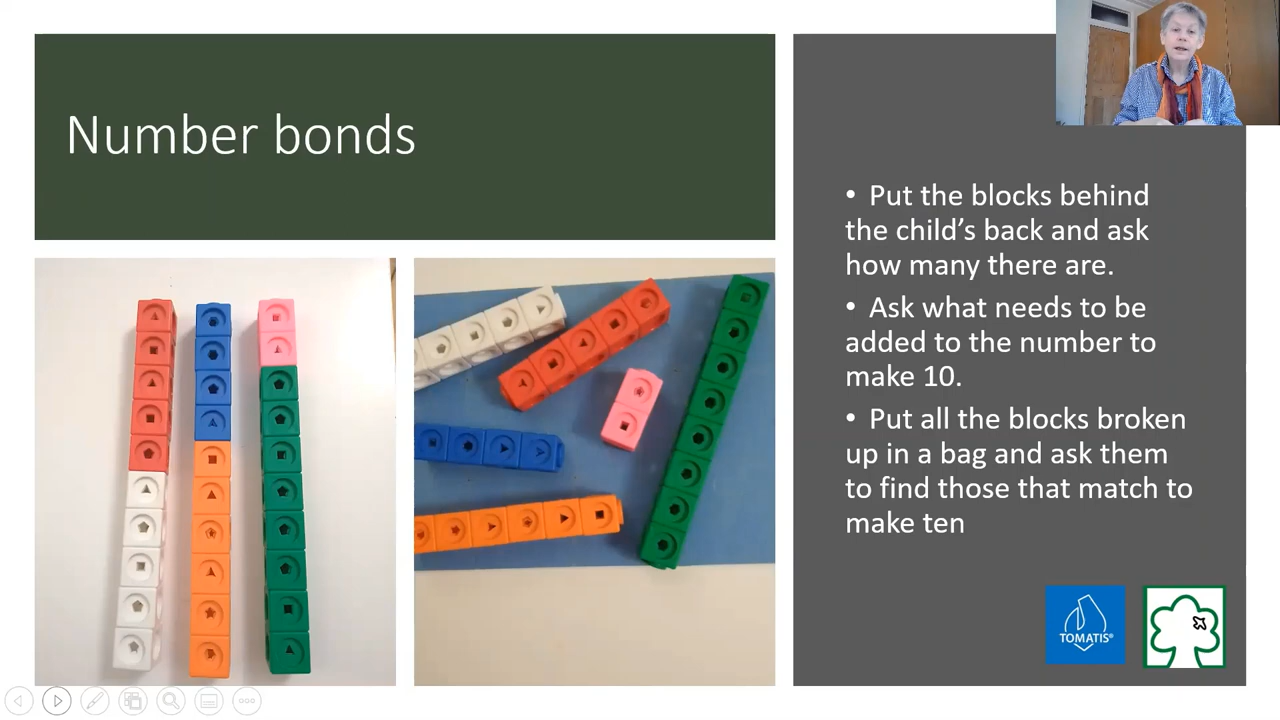 Number bonds
• Put the blocks behind
the child’s back and ask
how many there are.
• Ask what needs to be
added to the number to
make 10.
• Put all the blocks broken
up in a bag and ask them
to find those that match to
make ten
TOMATIS®